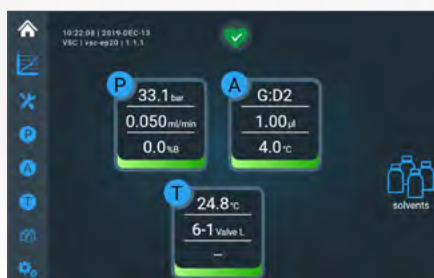 10:22:08 | 2019-DEC-13
VSC | vsc-ep20 | 1.1.1
P
33.1 bar
0.050 ml/min
0.0 %B
A
G:D2
1.00 µl
4.0 °C
T
24.8 °C
6-1 Valve L
–
P
A
T
solvents